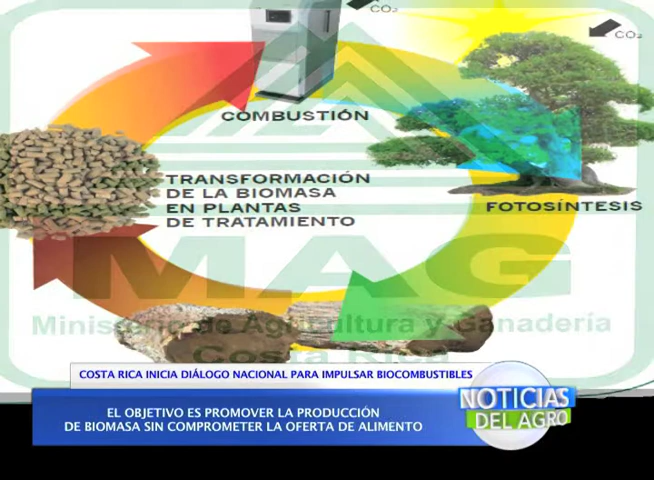 CO₂
CO₂
COMBUSTIÓN
TRANSFORMACIÓN
DE LA BIOMASA
EN PLANTAS
DE TRATAMIENTO
FOTOSÍNTESIS
MAG
Ministerio de Agricultura y Ganadería
Costa Rica
COSTA RICA INICIA DIÁLOGO NACIONAL PARA IMPULSAR BIOCOMBUSTIBLES
EL OBJETIVO ES PROMOVER LA PRODUCCIÓN
DE BIOMASA SIN COMPROMETER LA OFERTA DE ALIMENTO
NOTICIAS
DEL AGRO